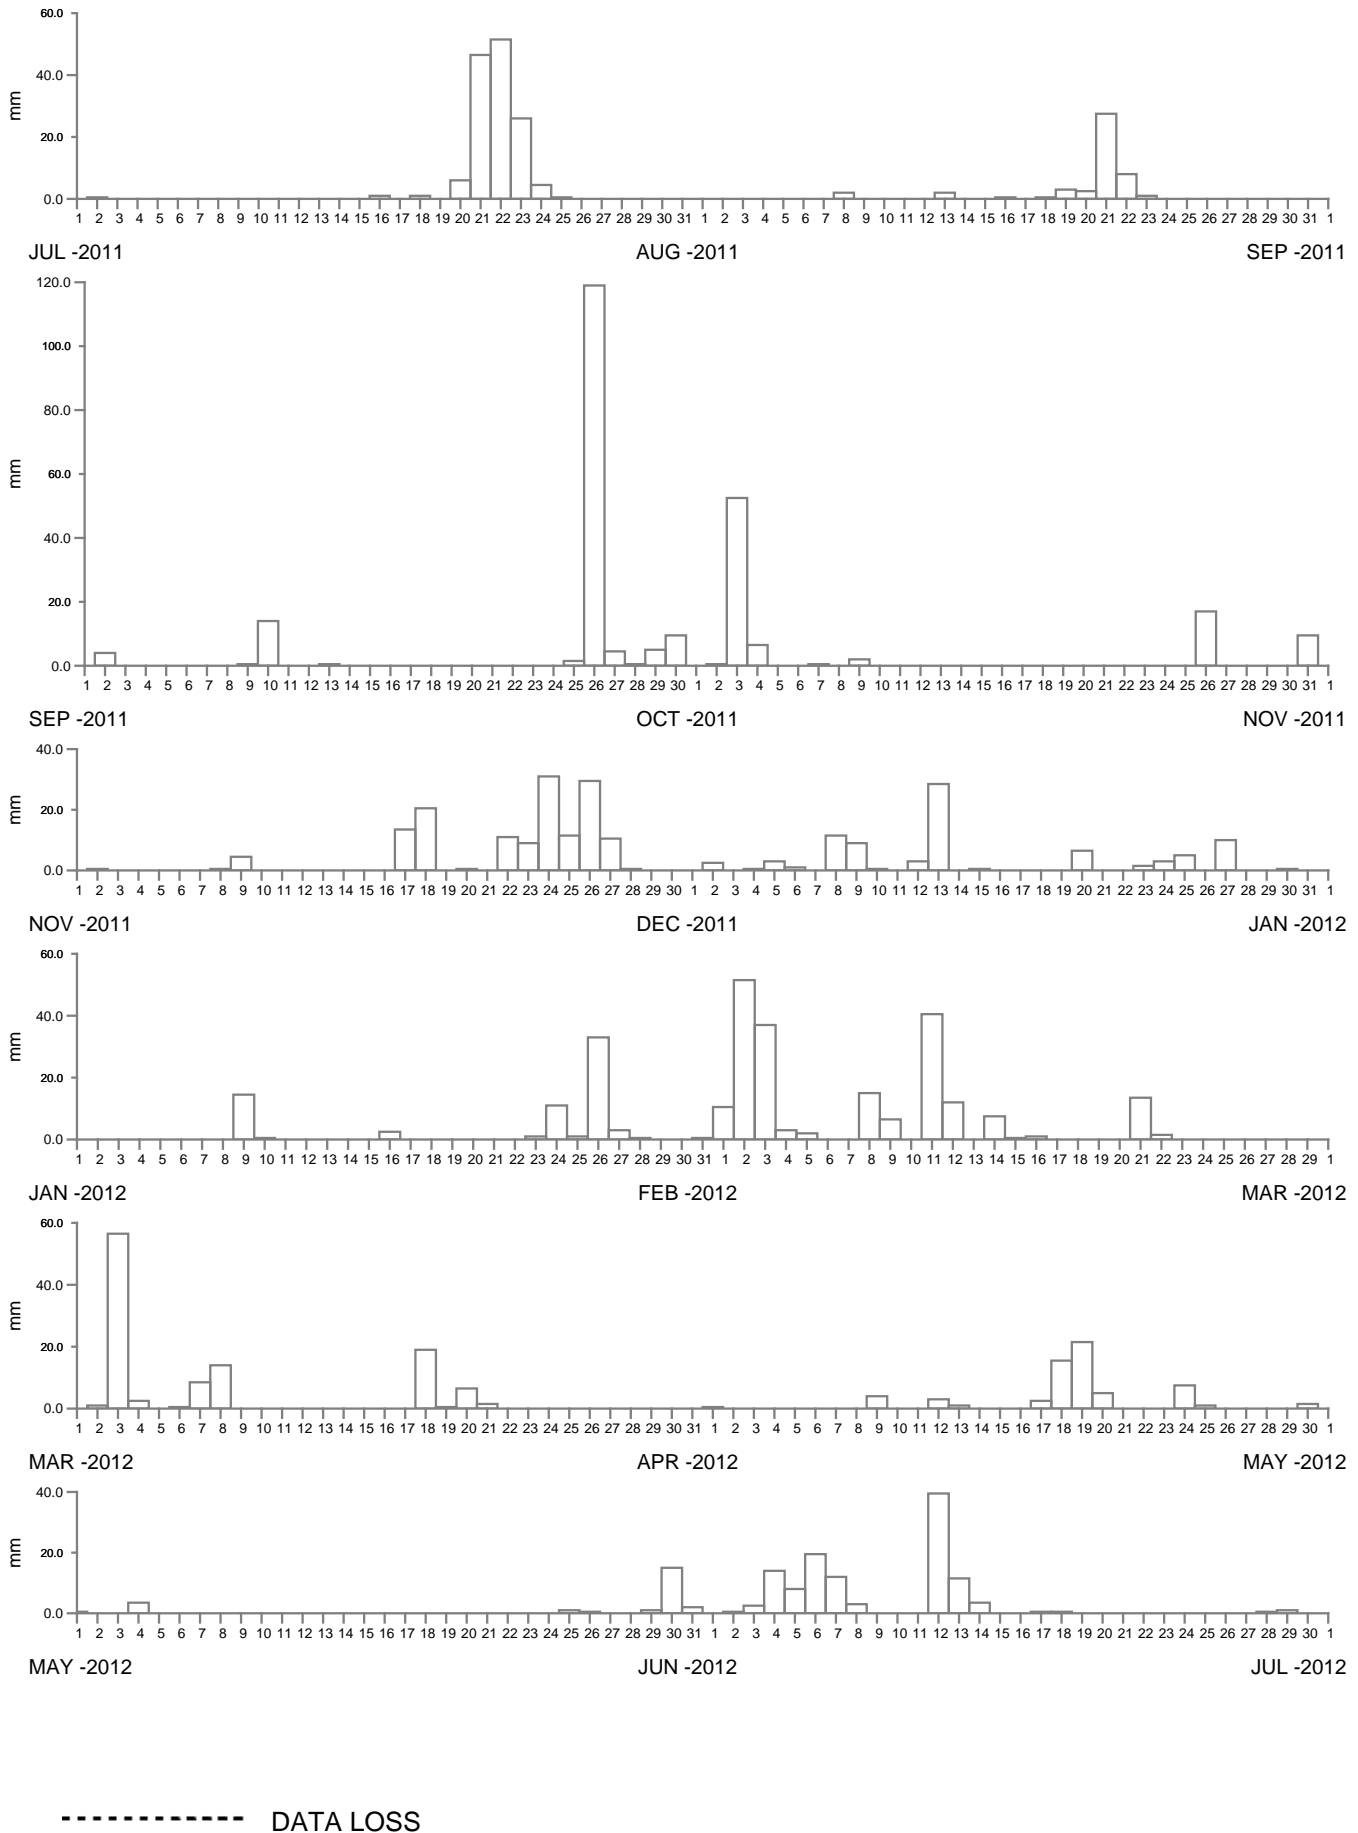 60.0
40.0
20.0
0.0
mm
1 2 3 4 5 6 7 8 9 10 11 12 13 14 15 16 17 18 19 20 21 22 23 24 25 26 27 28 29 30 31 1 2 3 4 5 6 7 8 9 10 11 12 13 14 15 16 17 18 19 20 21 22 23 24 25 26 27 28 29 30 31 1
JUL -2011 AUG -2011 SEP -2011
120.0
100.0
80.0
60.0
40.0
20.0
0.0
mm
1 2 3 4 5 6 7 8 9 10 11 12 13 14 15 16 17 18 19 20 21 22 23 24 25 26 27 28 29 30 1 2 3 4 5 6 7 8 9 10 11 12 13 14 15 16 17 18 19 20 21 22 23 24 25 26 27 28 29 30 31 1
SEP -2011 OCT -2011 NOV -2011
40.0
20.0
0.0
mm
1 2 3 4 5 6 7 8 9 10 11 12 13 14 15 16 17 18 19 20 21 22 23 24 25 26 27 28 29 30 1 2 3 4 5 6 7 8 9 10 11 12 13 14 15 16 17 18 19 20 21 22 23 24 25 26 27 28 29 30 31 1
NOV -2011 DEC -2011 JAN -2012
60.0
40.0
20.0
0.0
mm
1 2 3 4 5 6 7 8 9 10 11 12 13 14 15 16 17 18 19 20 21 22 23 24 25 26 27 28 29 30 31 1 2 3 4 5 6 7 8 9 10 11 12 13 14 15 16 17 18 19 20 21 22 23 24 25 26 27 28 29 1
JAN -2012 FEB -2012 MAR -2012
60.0
40.0
20.0
0.0
mm
1 2 3 4 5 6 7 8 9 10 11 12 13 14 15 16 17 18 19 20 21 22 23 24 25 26 27 28 29 30 31 1 2 3 4 5 6 7 8 9 10 11 12 13 14 15 16 17 18 19 20 21 22 23 24 25 26 27 28 29 30 1
MAR -2012 APR -2012 MAY -2012
40.0
20.0
0.0
mm
1 2 3 4 5 6 7 8 9 10 11 12 13 14 15 16 17 18 19 20 21 22 23 24 25 26 27 28 29 30 31 1 2 3 4 5 6 7 8 9 10 11 12 13 14 15 16 17 18 19 20 21 22 23 24 25 26 27 28 29 30 1
MAY -2012 JUN -2012 JUL -2012
DATA LOSS